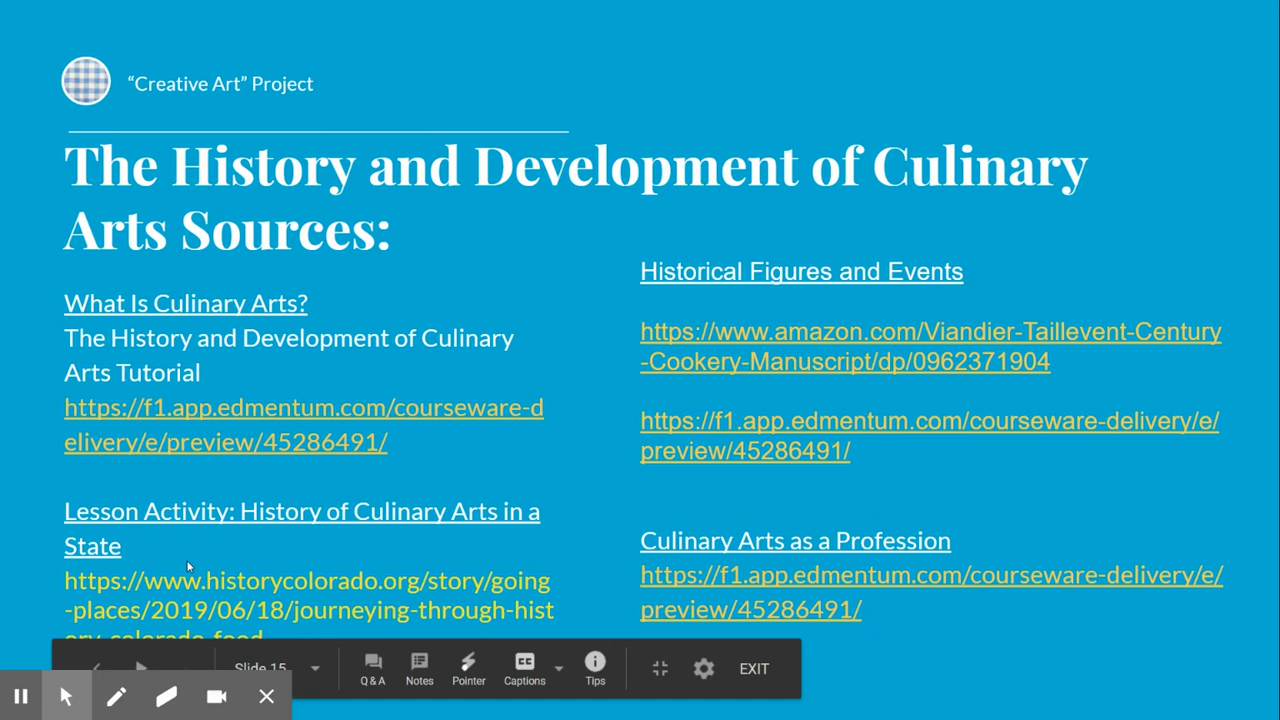 “Creative Art” Project
The History and Development of Culinary
Arts Sources:
What Is Culinary Arts?
The History and Development of Culinary
Arts Tutorial
https://f1.app.edmentum.com/courseware-d
elivery/e/preview/45286491/
Lesson Activity: History of Culinary Arts in a
State
https://www.historycolorado.org/story/going
-places/2019/06/18/journeying-through-hist
ory-colorado-food
Historical Figures and Events
https://www.amazon.com/Viandier-Taillevent-Century
-Cookery-Manuscript/dp/0962371904
https://f1.app.edmentum.com/courseware-delivery/e/
preview/45286491/
Culinary Arts as a Profession
https://f1.app.edmentum.com/courseware-delivery/e/
preview/45286491/
Slide 15
Q & A
Notes
Pointer
CC
Captions
Tips
EXIT